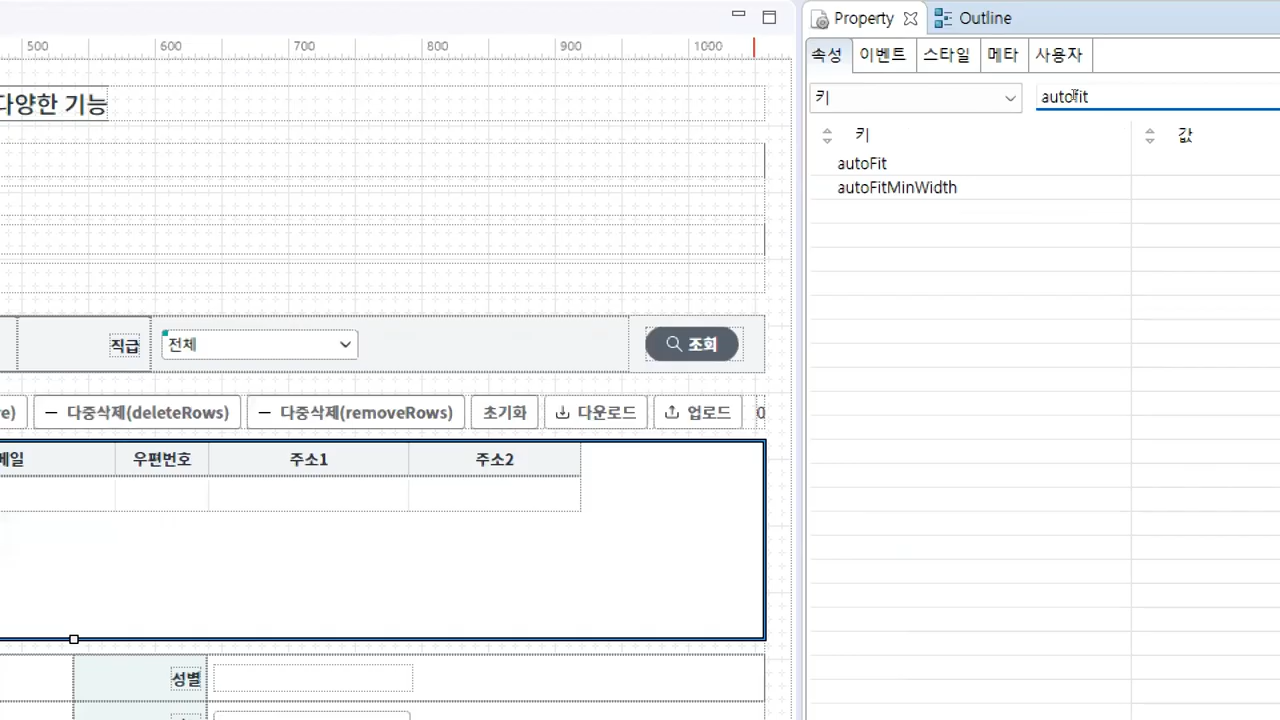 Property
Outline
속성 이벤트 스타일 메타 사용자
500 600 700 800 900 1000
키
autofit
키 값
autoFit
autoFitMinWidth
다양한 기능
직급
전체
조회
e)
다중삭제(deleteRows)
다중삭제(removeRows)
초기화
다운로드
업로드
메일 우편번호 주소1 주소2
성별